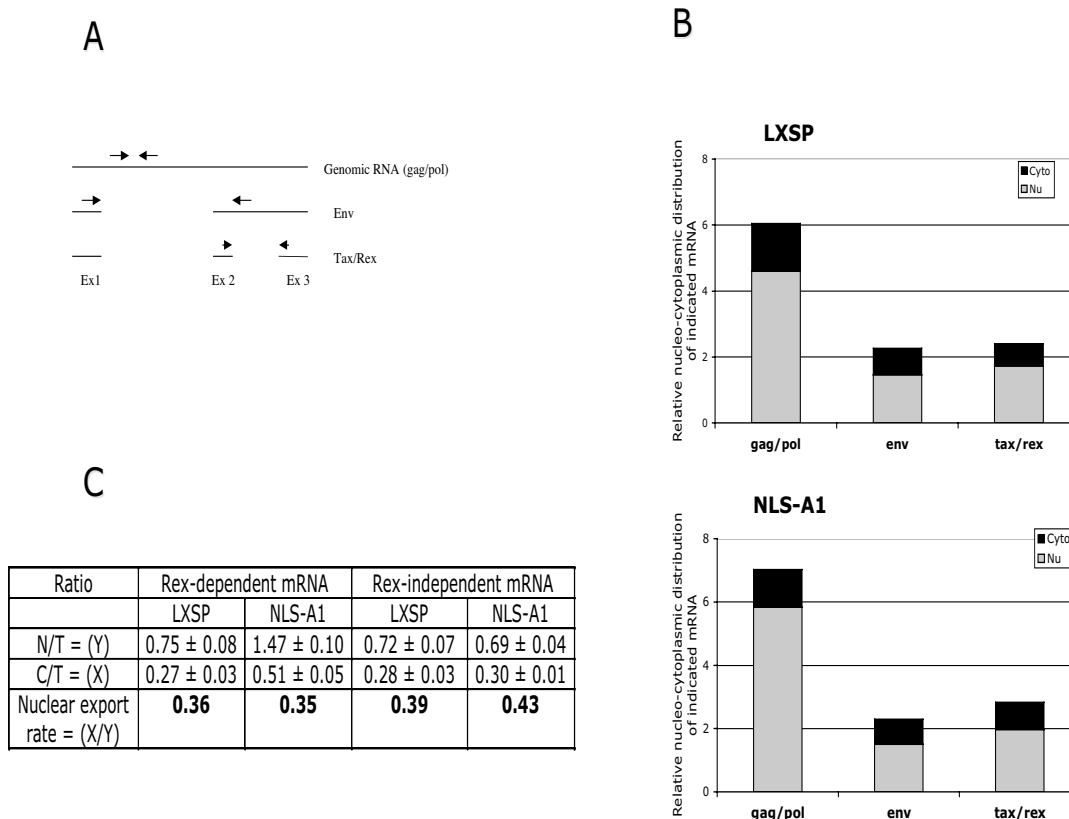 A
Genomic RNA (gag/pol)
Env
Tax/Rex
Ex1 Ex 2 Ex 3
B
LXSP
Relative nucleo-cytoplasmic distribution
of indicated mRNA
8
6
4
2
0
Cyto
Nu
gag/pol env tax/rex
NLS-A1
Relative nucleo-cytoplasmic distribution
of indicated mRNA
8
6
4
2
0
Cyto
Nu
gag/pol env tax/rex
C
Ratio Rex-dependent mRNA Rex-independent mRNA
LXSP NLS-A1 LXSP NLS-A1
N/T = (Y) 0.75 ± 0.08 1.47 ± 0.10 0.72 ± 0.07 0.69 ± 0.04
C/T = (X) 0.27 ± 0.03 0.51 ± 0.05 0.28 ± 0.03 0.30 ± 0.01
Nuclear export 0.36 0.35 0.39 0.43
rate = (X/Y)